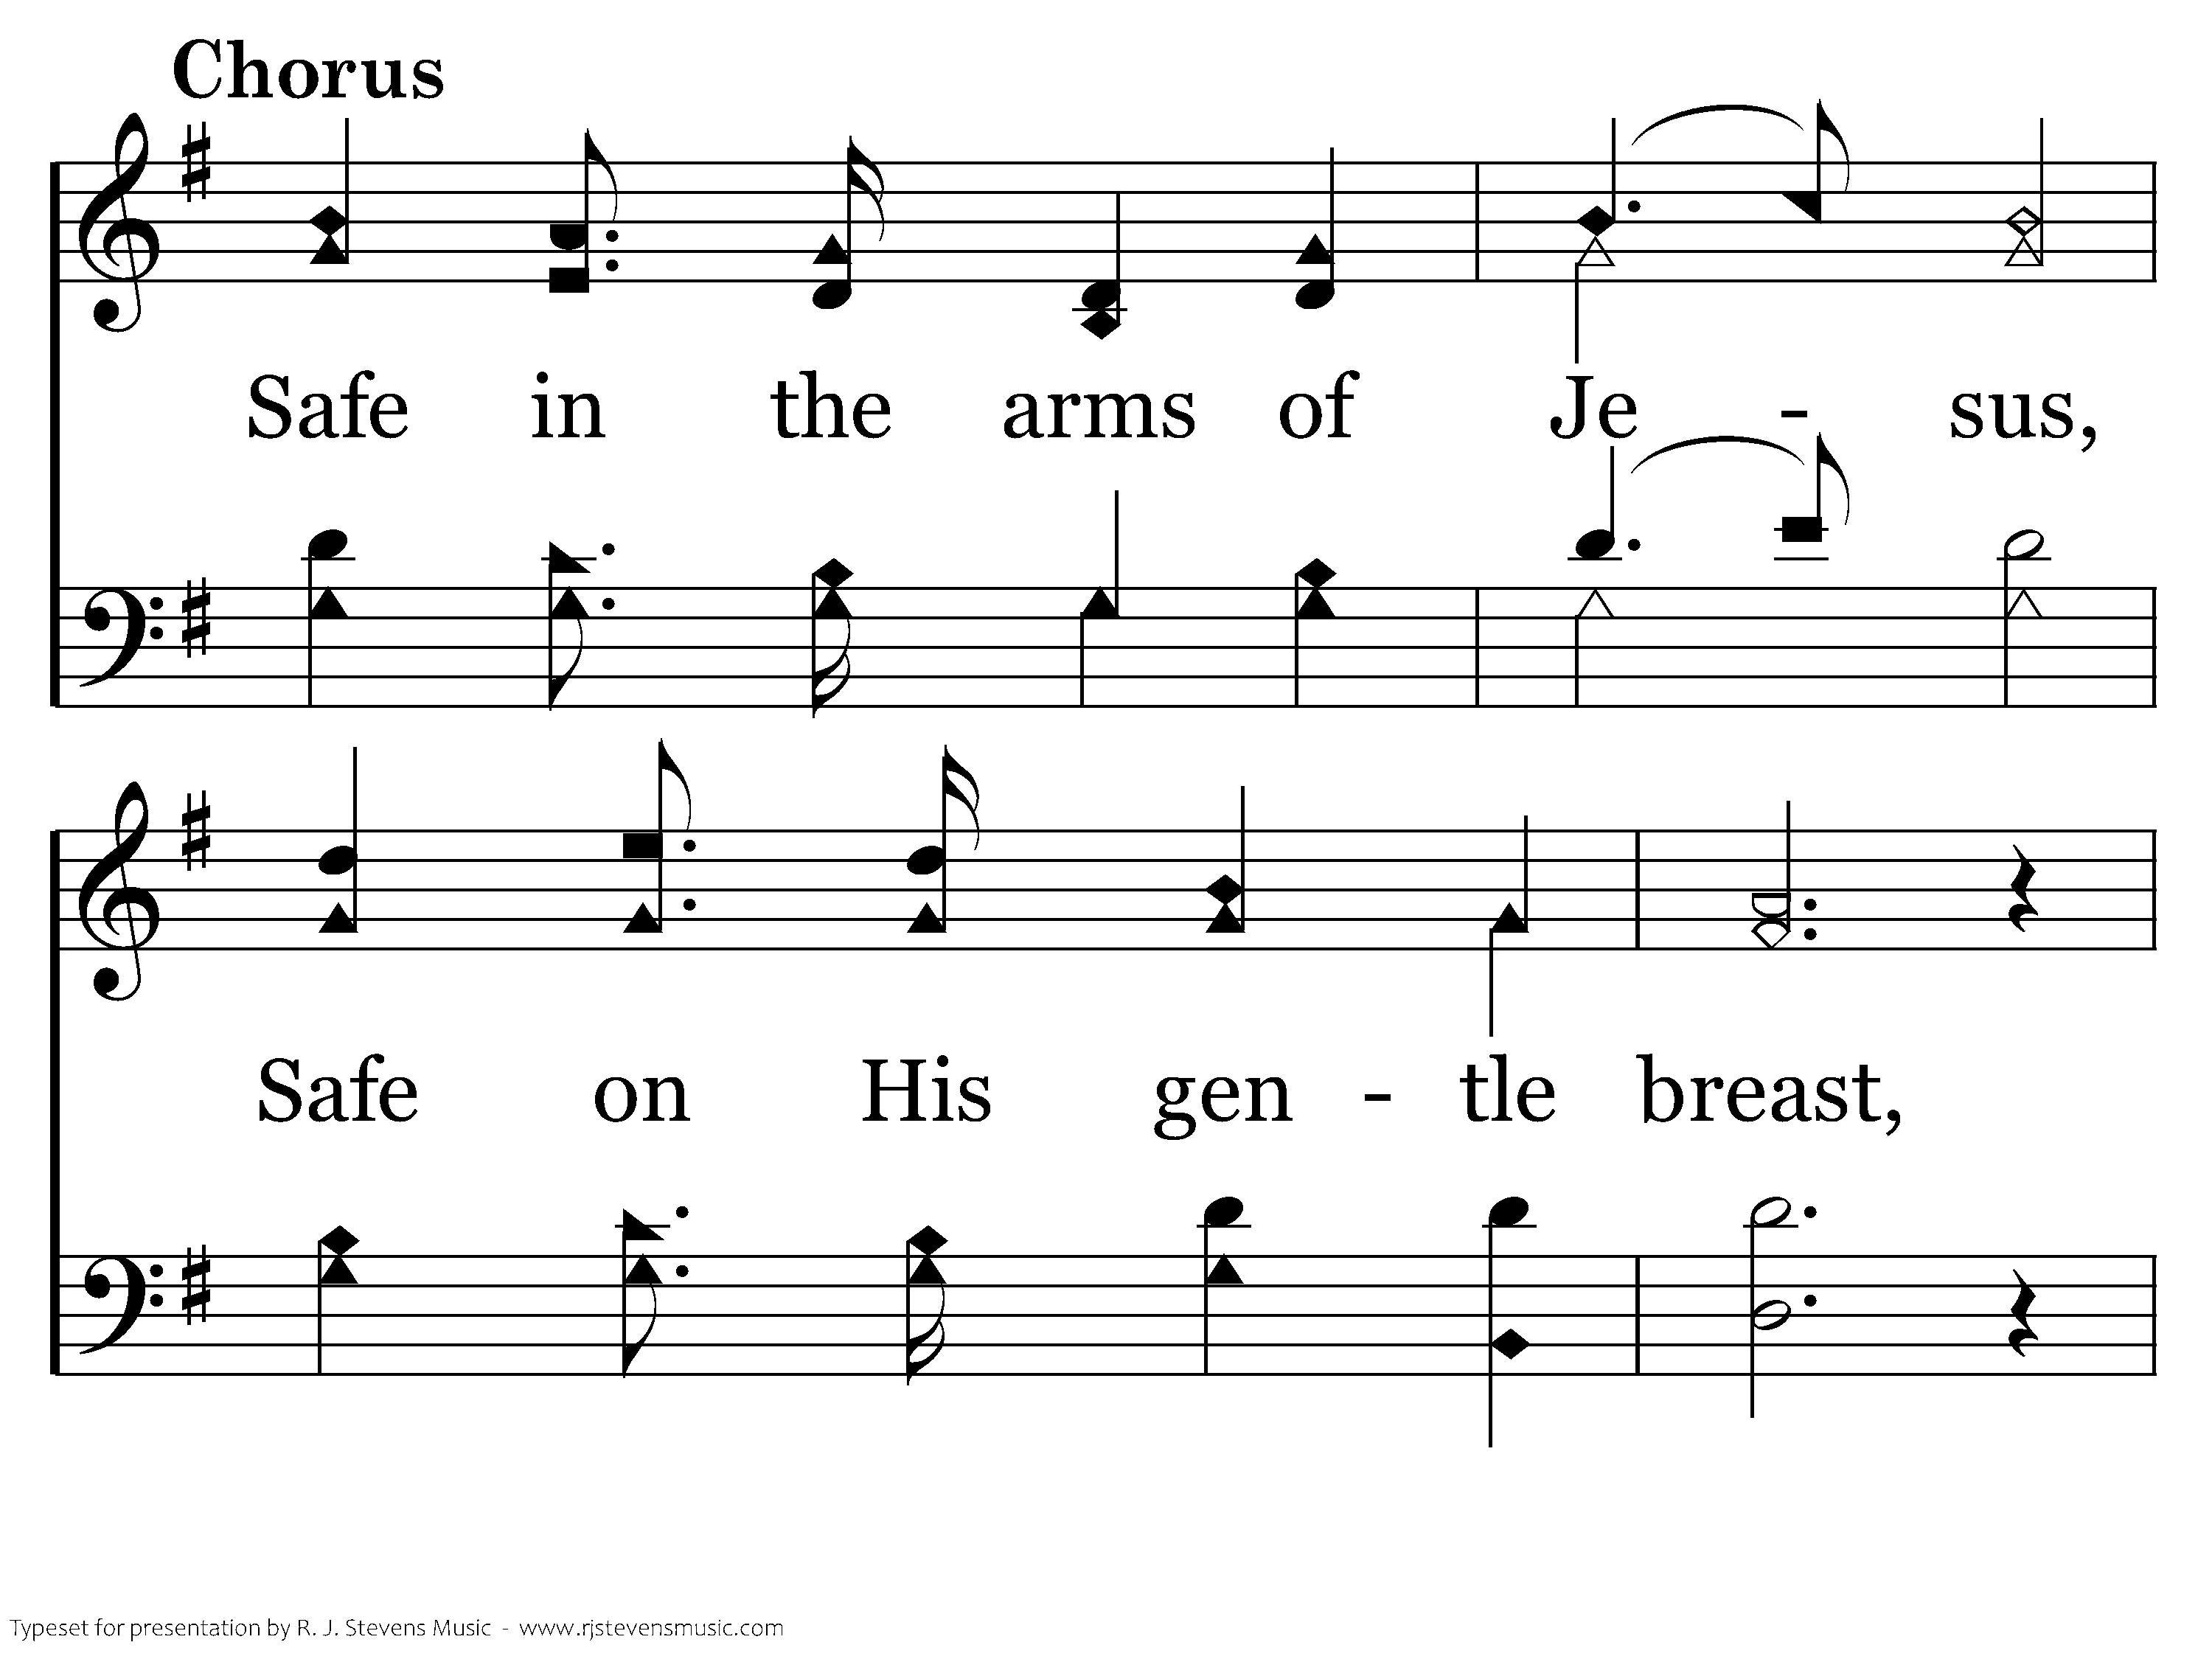 Chorus
Safe in the arms of Je - sus,
Safe on His gen - tle breast,
Typeset for presentation by R. J. Stevens Music - www.rjstevensmusic.com